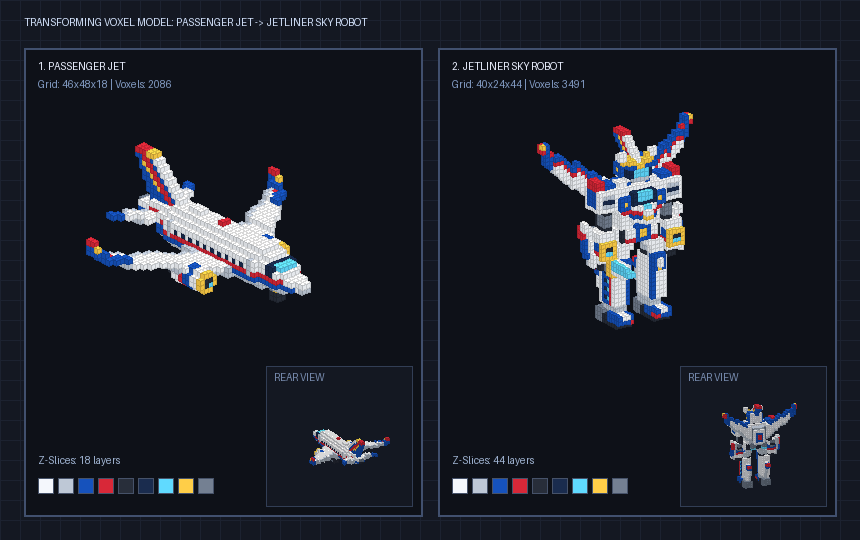 TRANSFORMING VOXEL MODEL: PASSENGER JET -> JETLINER SKY ROBOT
1. PASSENGER JET
Grid: 46x48x18 | Voxels: 2086
REAR VIEW
Z-Slices: 18 layers
2. JETLINER SKY ROBOT
Grid: 40x24x44 | Voxels: 3491
REAR VIEW
Z-Slices: 44 layers